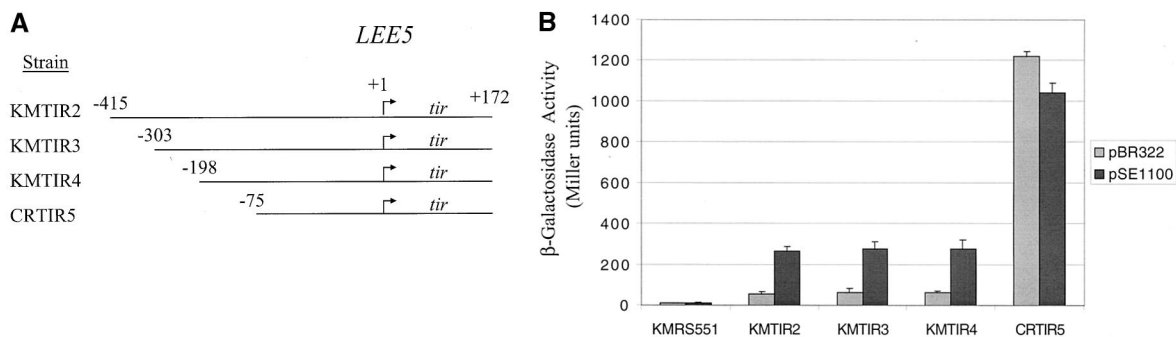 A
LEE5
Strain
+1
+172
KMTIR2
-415
tir
KMTIR3
-303
tir
KMTIR4
-198
tir
CRTIR5
-75
tir
B
β-Galactosidase Activity
(Miller units)
1400
1200
1000
800
600
400
200
0
KMRS551
KMTIR2
KMTIR3
KMTIR4
CRTIR5
pBR322
pSE1100